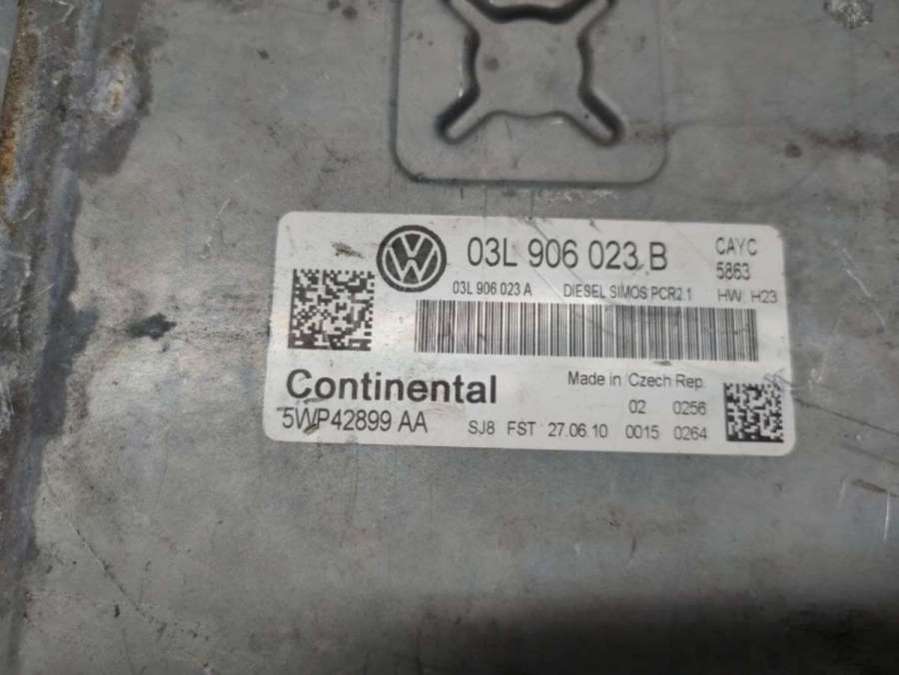 VW 03L 906 023 B CAYC
5863
03L 906 023 A DIESEL SIMOS PCR2.1 HW: H23
Continental Made in Czech Rep.
02 0256
5WP42899 AA SJ8 FST 27.06.10 0015 0264